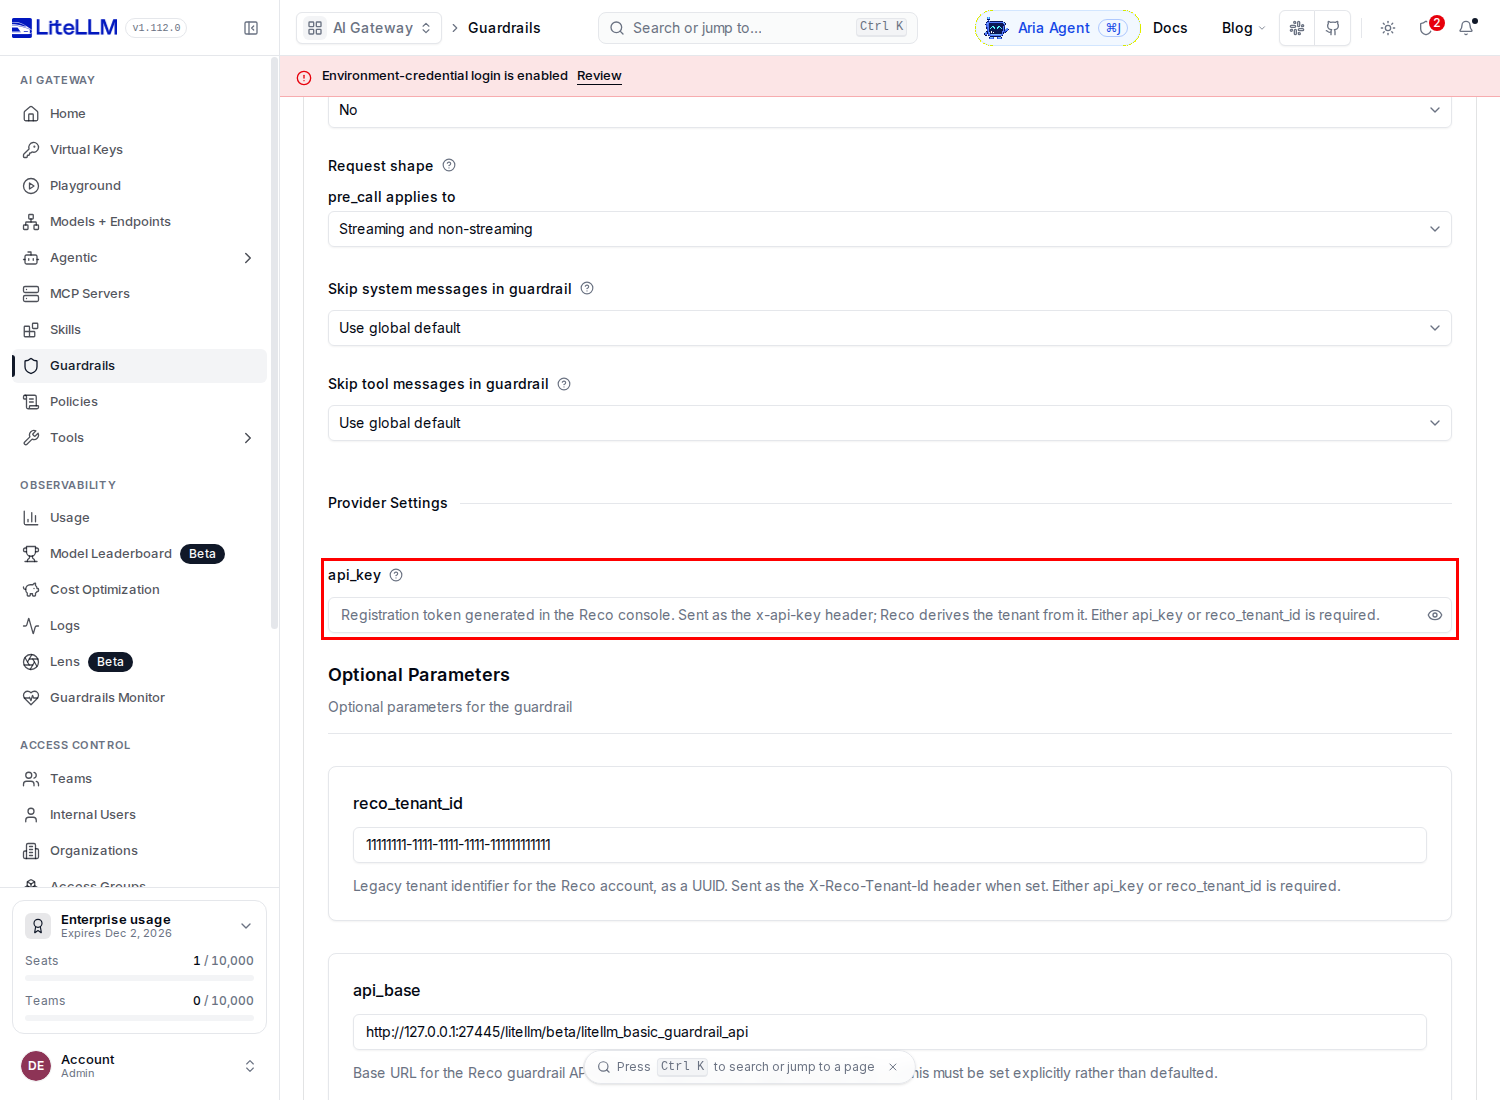 LiteLLM
v1.112.0
AI Gateway
Guardrails
Search or jump to...
Ctrl K
Aria Agent
⌘J
Docs
Blog
2
Environment-credential login is enabled Review
AI GATEWAY
Home
Virtual Keys
Playground
Models + Endpoints
Agentic
MCP Servers
Skills
Guardrails
Policies
Tools
OBSERVABILITY
Usage
Model Leaderboard Beta
Cost Optimization
Logs
Lens Beta
Guardrails Monitor
ACCESS CONTROL
Teams
Internal Users
Organizations
Access Groups
Enterprise usage
Expires Dec 2, 2026
Seats 1 / 10,000
Teams 0 / 10,000
DE
Account
Admin
No
Request shape
pre_call applies to
Streaming and non-streaming
Skip system messages in guardrail
Use global default
Skip tool messages in guardrail
Use global default
Provider Settings
api_key
Registration token generated in the Reco console. Sent as the x-api-key header; Reco derives the tenant from it. Either api_key or reco_tenant_id is required.
Optional Parameters
Optional parameters for the guardrail
reco_tenant_id
11111111-1111-1111-1111-111111111111
Legacy tenant identifier for the Reco account, as a UUID. Sent as the X-Reco-Tenant-Id header when set. Either api_key or reco_tenant_id is required.
api_base
http://127.0.0.1:27445/litellm/beta/litellm_basic_guardrail_api
Base URL for the Reco guardrail AP
must be set explicitly rather than defaulted.
Press Ctrl K to search or jump to a page